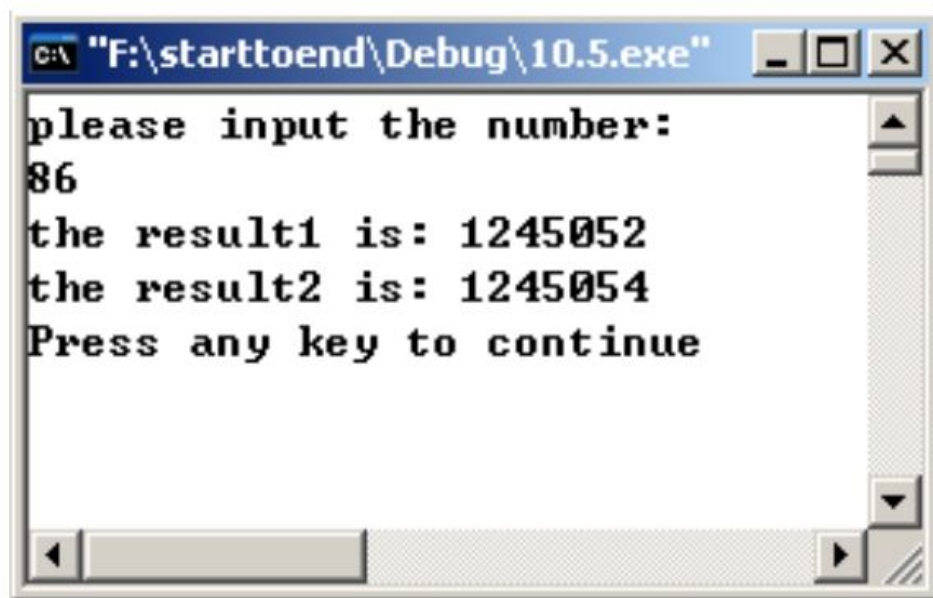 "F:\starttoend\Debug\10.5.exe"
please input the number:
86
the result1 is: 1245052
the result2 is: 1245054
Press any key to continue